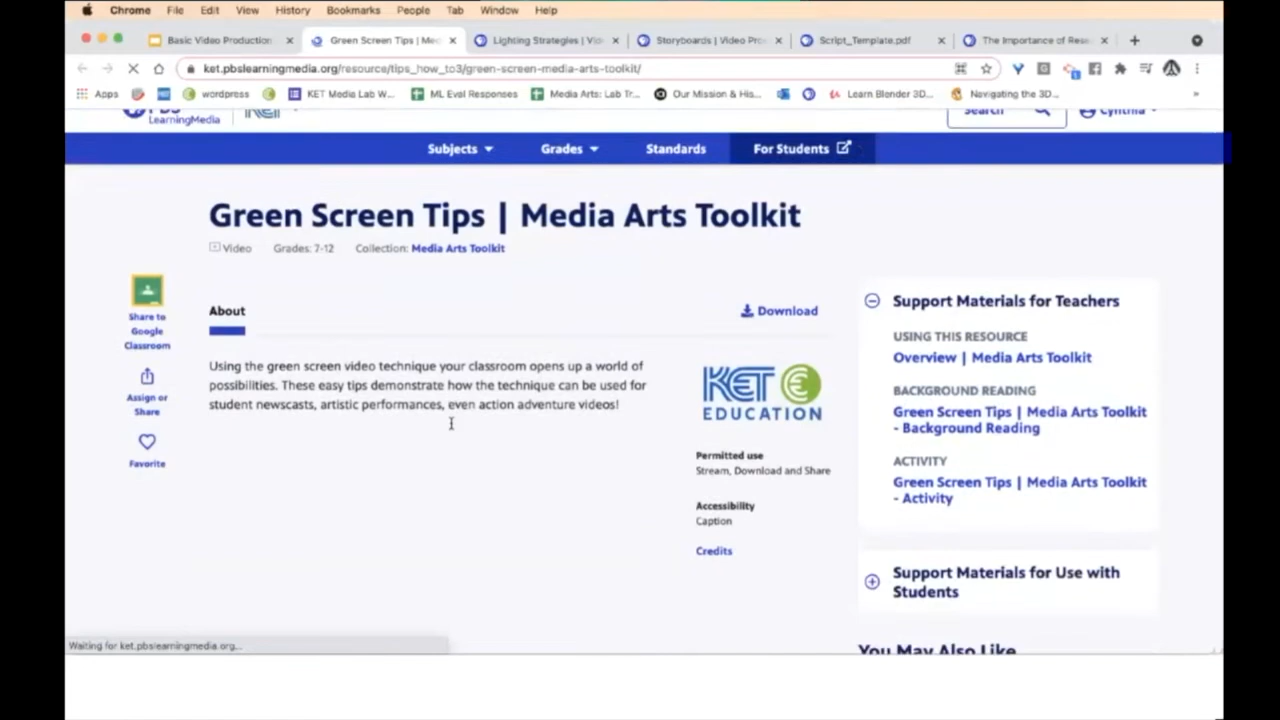 Chrome File Edit View History Bookmarks People Tab Window Help
Basic Video Production Green Screen Tips | Med Lighting Strategies | Vid Storyboards | Video Pro Script_Template.pdf The Importance of Rese
ket.pbslearningmedia.org/resource/tips_how_to3/green-screen-media-arts-toolkit/
Apps wordpress KET Media Lab W... ML Eval Responses Media Arts: Lab Tr... Our Mission & His... Learn Blender 3D... Navigating the 3D... »
PBS
LearningMedia KET Search Cynthia
Subjects Grades Standards For Students
Green Screen Tips | Media Arts Toolkit
Video Grades: 7-12 Collection: Media Arts Toolkit
Share to
Google
Classroom
Assign or
Share
Favorite
About
Download
Using the green screen video technique your classroom opens up a world of
possibilities. These easy tips demonstrate how the technique can be used for
student newscasts, artistic performances, even action adventure videos!
KET
EDUCATION
Permitted use
Stream, Download and Share
Accessibility
Caption
Credits
Support Materials for Teachers
USING THIS RESOURCE
Overview | Media Arts Toolkit
BACKGROUND READING
Green Screen Tips | Media Arts Toolkit
- Background Reading
ACTIVITY
Green Screen Tips | Media Arts Toolkit
- Activity
Support Materials for Use with
Students
You May Also Like
Waiting for ket.pbslearningmedia.org...